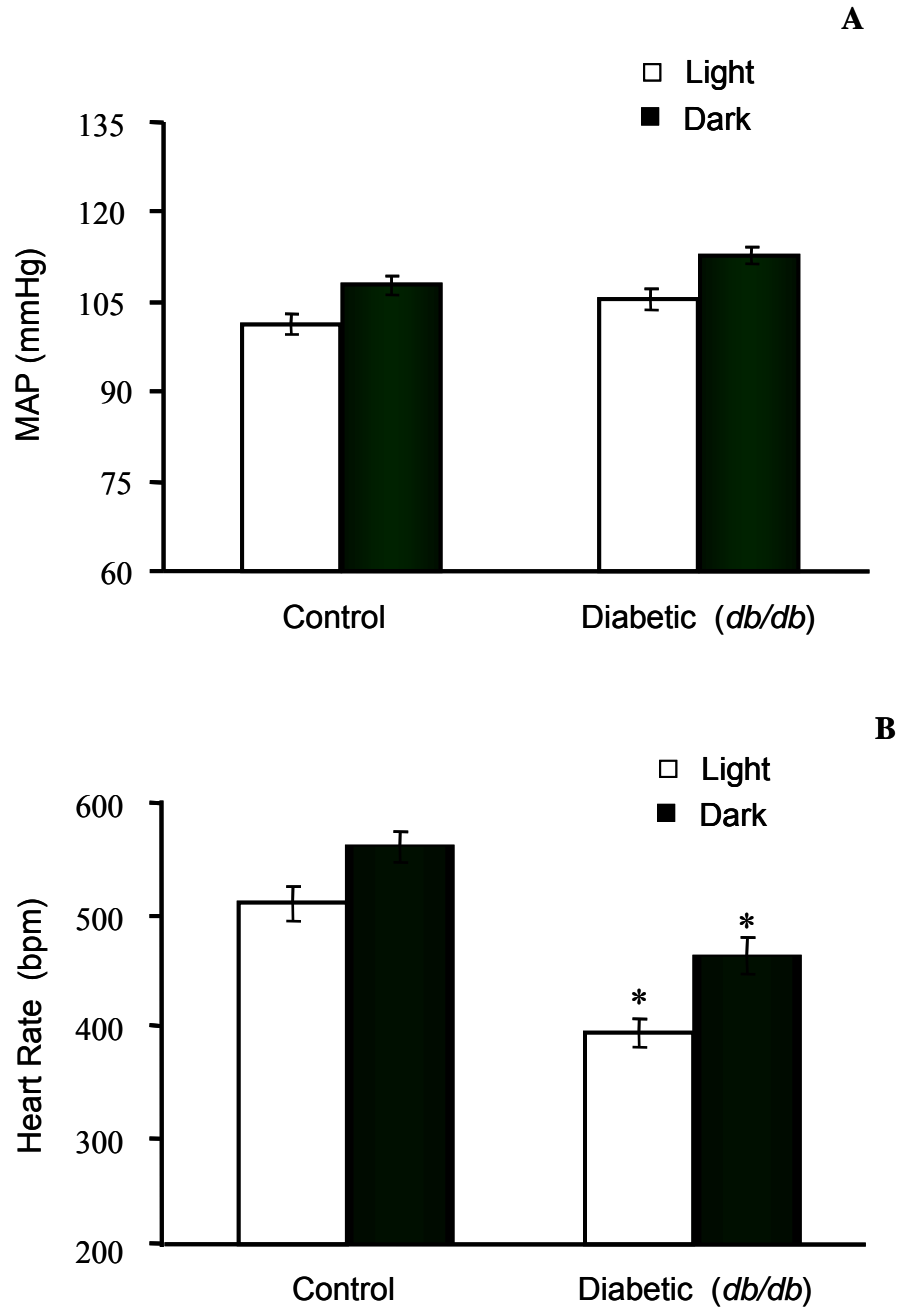 A
Light
Dark
135
120
105
90
75
60
MAP (mmHg)
Control
Diabetic (db/db)
B
Light
Dark
600
500
400
300
200
Heart Rate (bpm)
*
*
Control
Diabetic (db/db)